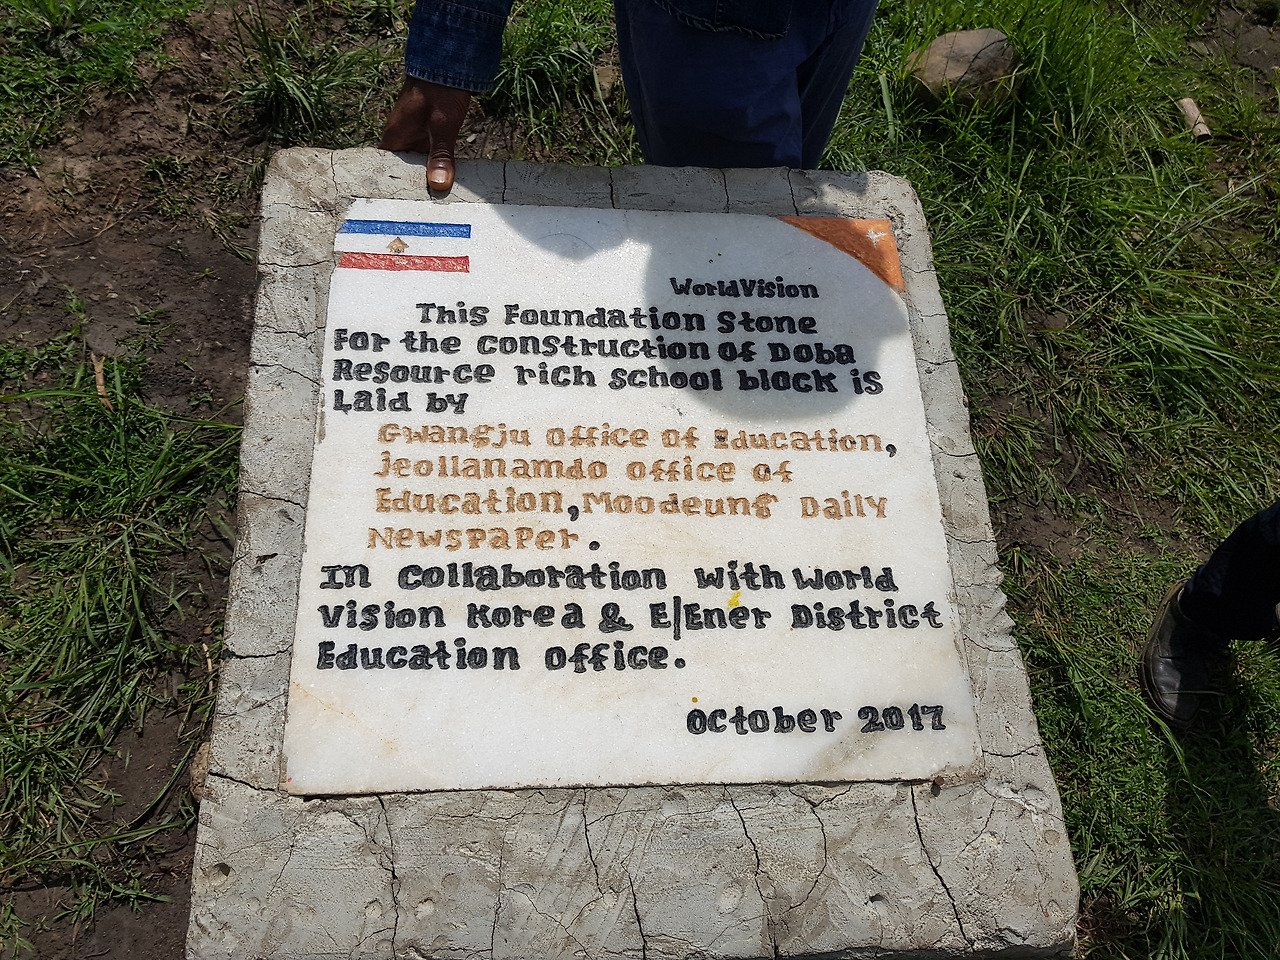 WorldVision
This Foundation Stone
For the construction Of Doba
Resource rich school block is
Laid by
Gwangju office Of Education,
Jeollanamdo office of
Education, Moodeung Daily
Newspaper.
In collaboration with World
Vision Korea & E/Ener District
Education office.
October 2017